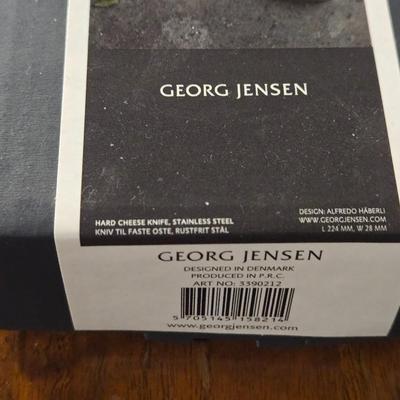 GEORG JENSEN
HARD CHEESE KNIFE, STAINLESS STEEL
KNIV TIL FASTE OSTE, RUSTFRIT STÅL
DESIGN: ALFREDO HÄBERLI
WWW.GEORGJENSEN.COM
L 224 MM, W 28 MM
GEORG JENSEN
DESIGNED IN DENMARK
PRODUCED IN P.R.C.
ART NO: 3390212
5 705145 158214
www.georgjensen.com